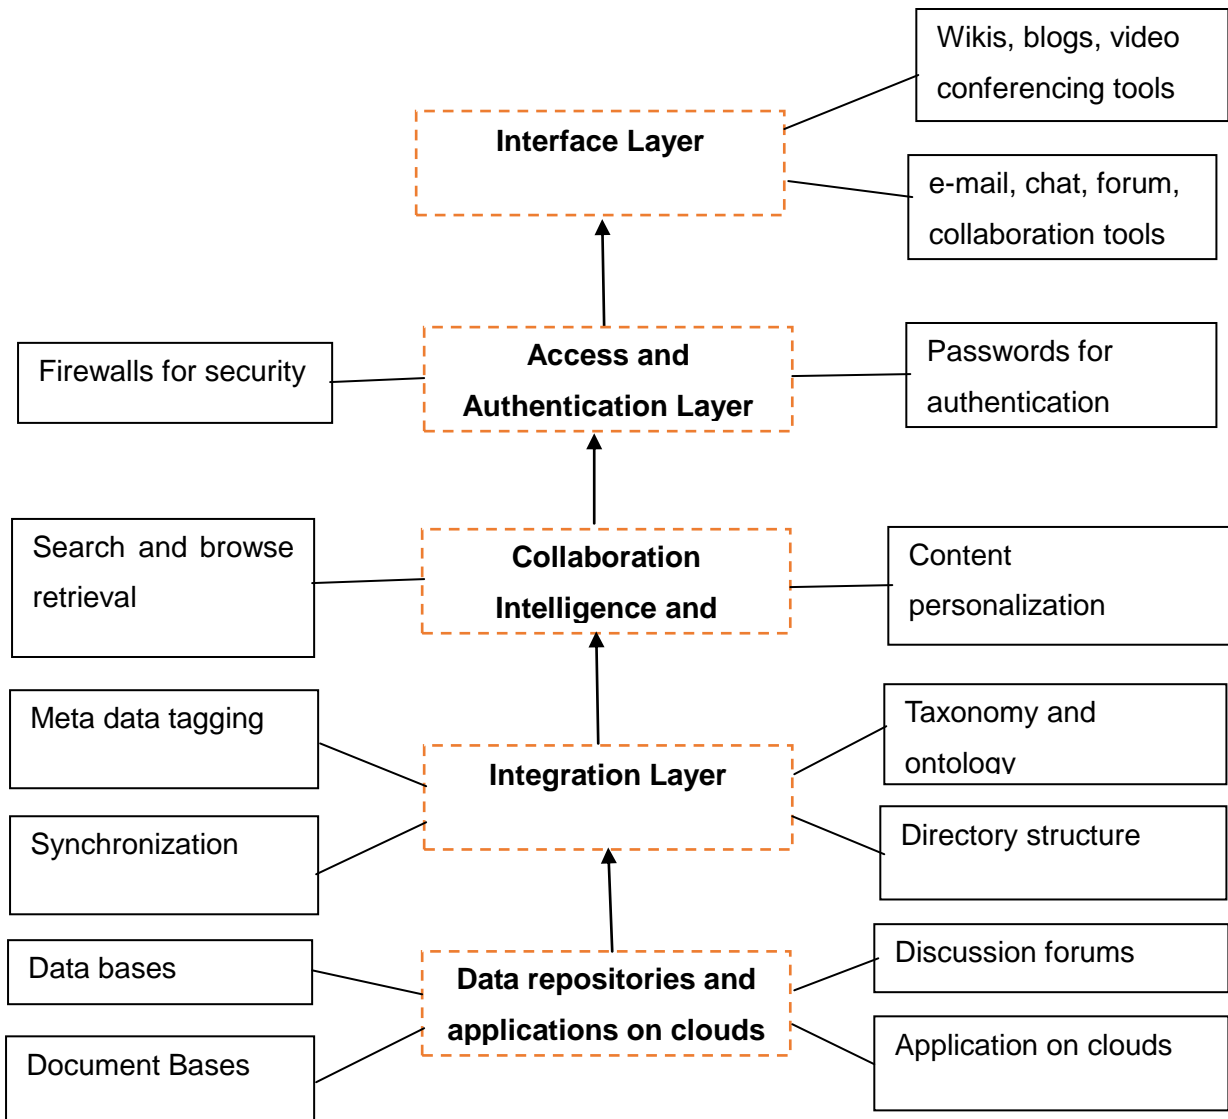 Wikis, blogs, video
conferencing tools
Interface Layer
e-mail, chat, forum,
collaboration tools
Access and
Authentication Layer
Firewalls for security
Passwords for
authentication
Search and browse
retrieval
Collaboration
Intelligence and
Content
personalization
Meta data tagging
Taxonomy and
ontology
Integration Layer
Synchronization
Directory structure
Data bases
Data repositories and
applications on clouds
Discussion forums
Document Bases
Application on clouds